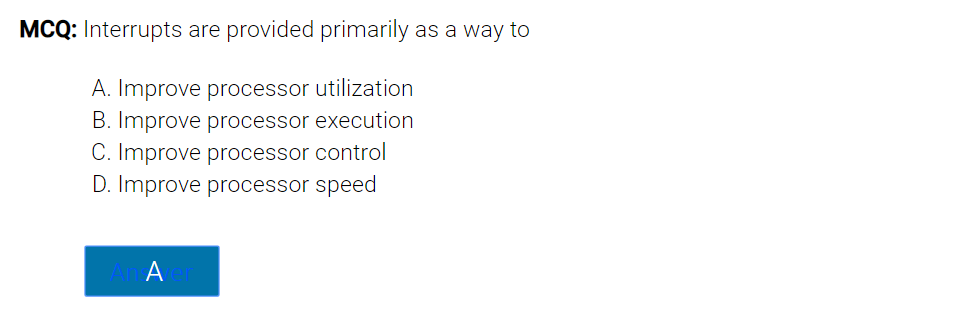 MCQ: Interrupts are provided primarily as a way to
A. Improve processor utilization
B. Improve processor execution
C. Improve processor control
D. Improve processor speed
Answer
A